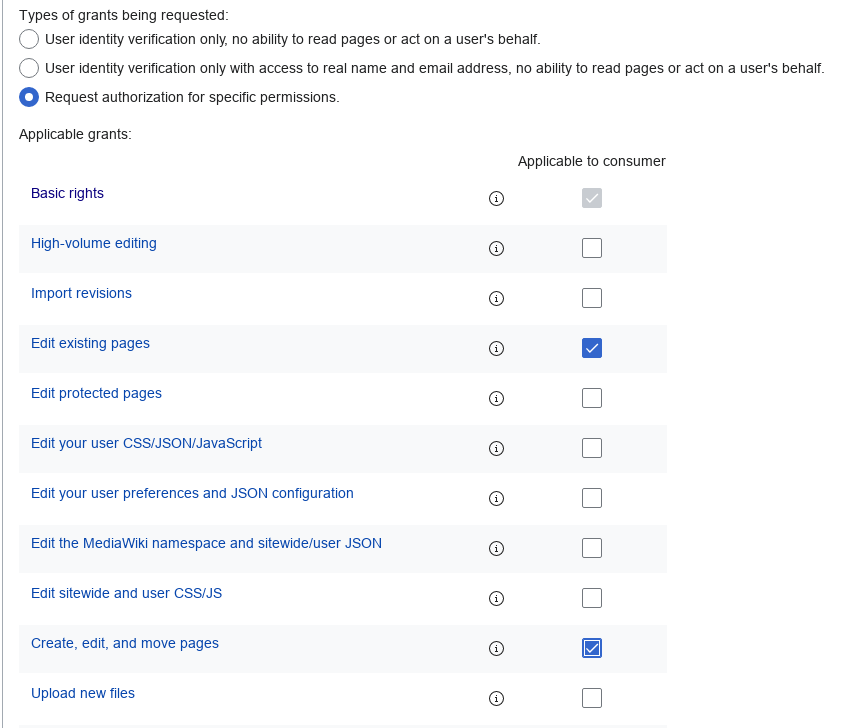 Types of grants being requested:
User identity verification only, no ability to read pages or act on a user's behalf.
User identity verification only with access to real name and email address, no ability to read pages or act on a user's behalf.
Request authorization for specific permissions.
Applicable grants:
Applicable to consumer
Basic rights
High-volume editing
Import revisions
Edit existing pages
Edit protected pages
Edit your user CSS/JSON/JavaScript
Edit your user preferences and JSON configuration
Edit the MediaWiki namespace and sitewide/user JSON
Edit sitewide and user CSS/JS
Create, edit, and move pages
Upload new files